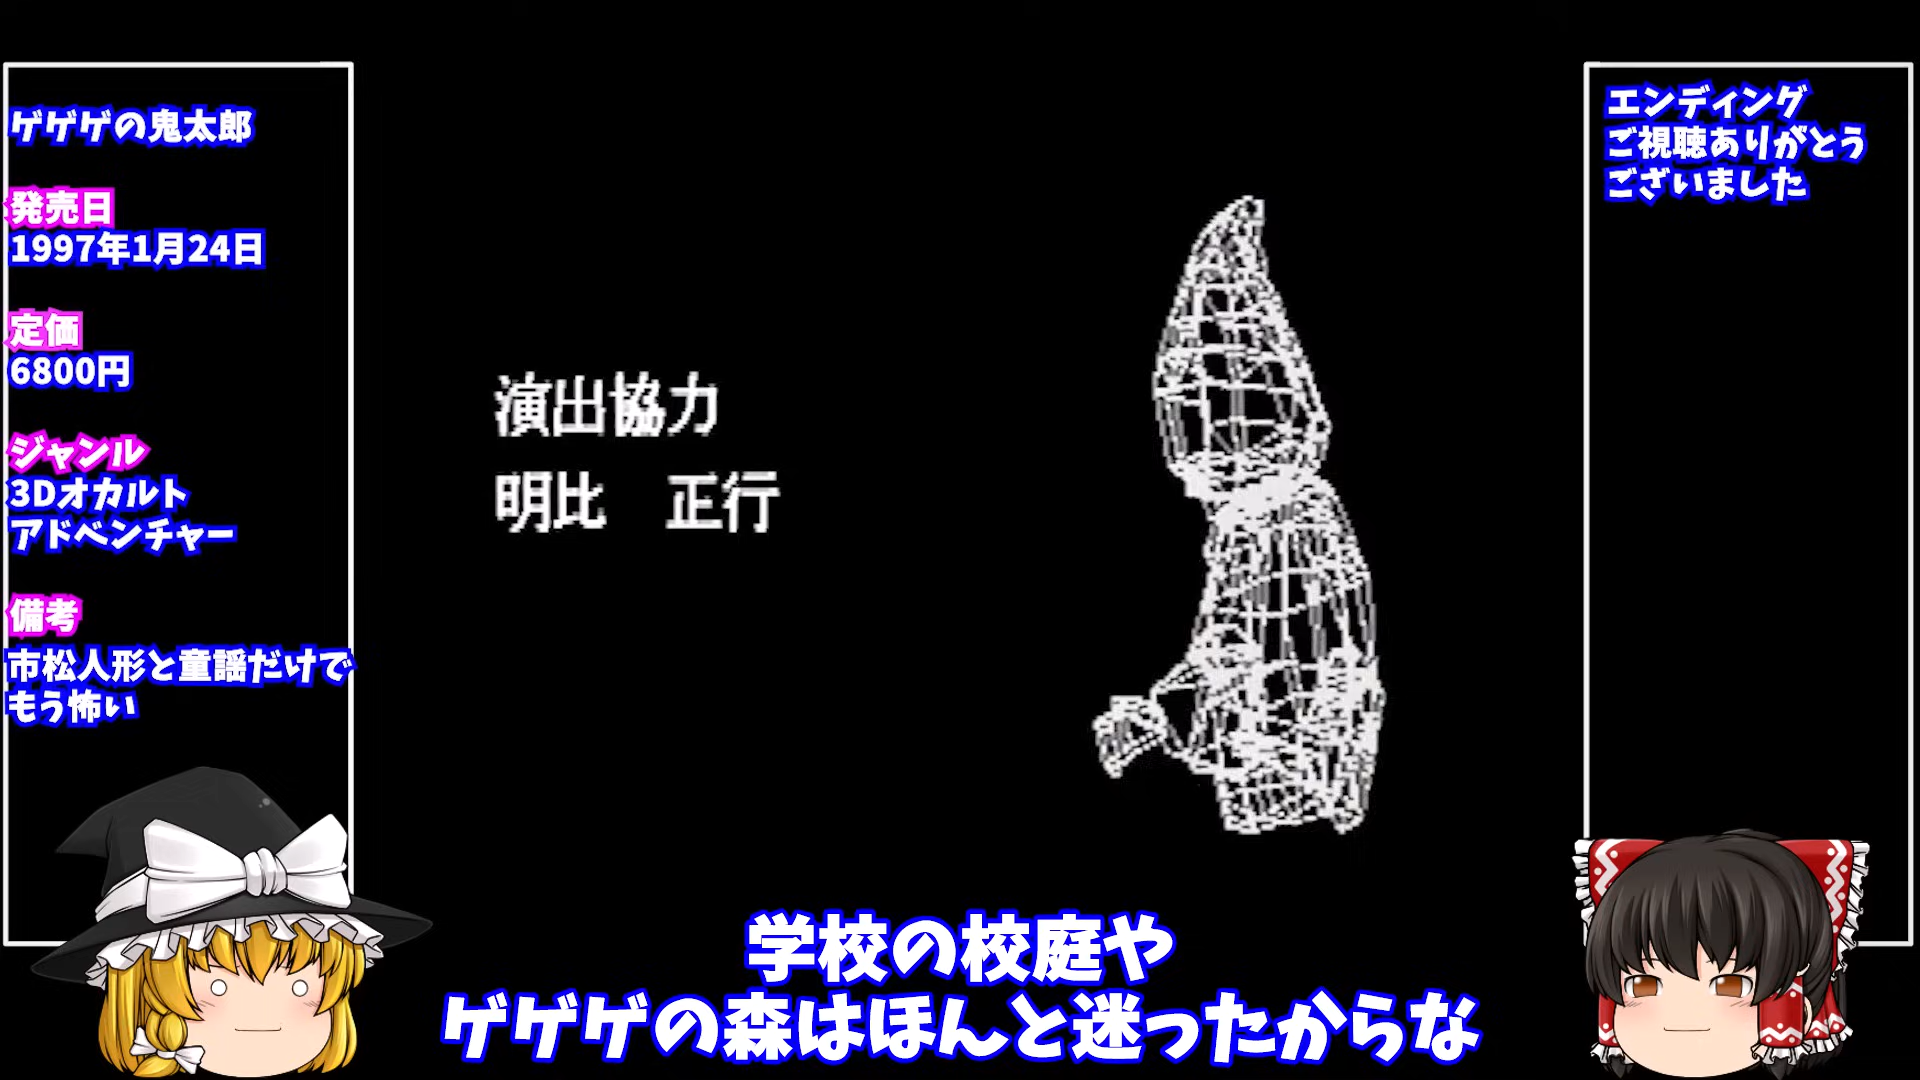 ゲゲゲの鬼太郎
発売日
1997年1月24日
定価
6800円
ジャンル
3Dオカルト
アドベンチャー
備考
市松人形と童謡だけで
もう怖い
演出協力
明比　正行
エンディング
ご視聴ありがとう
ございました
学校の校庭や
ゲゲゲの森はほんと迷ったからな